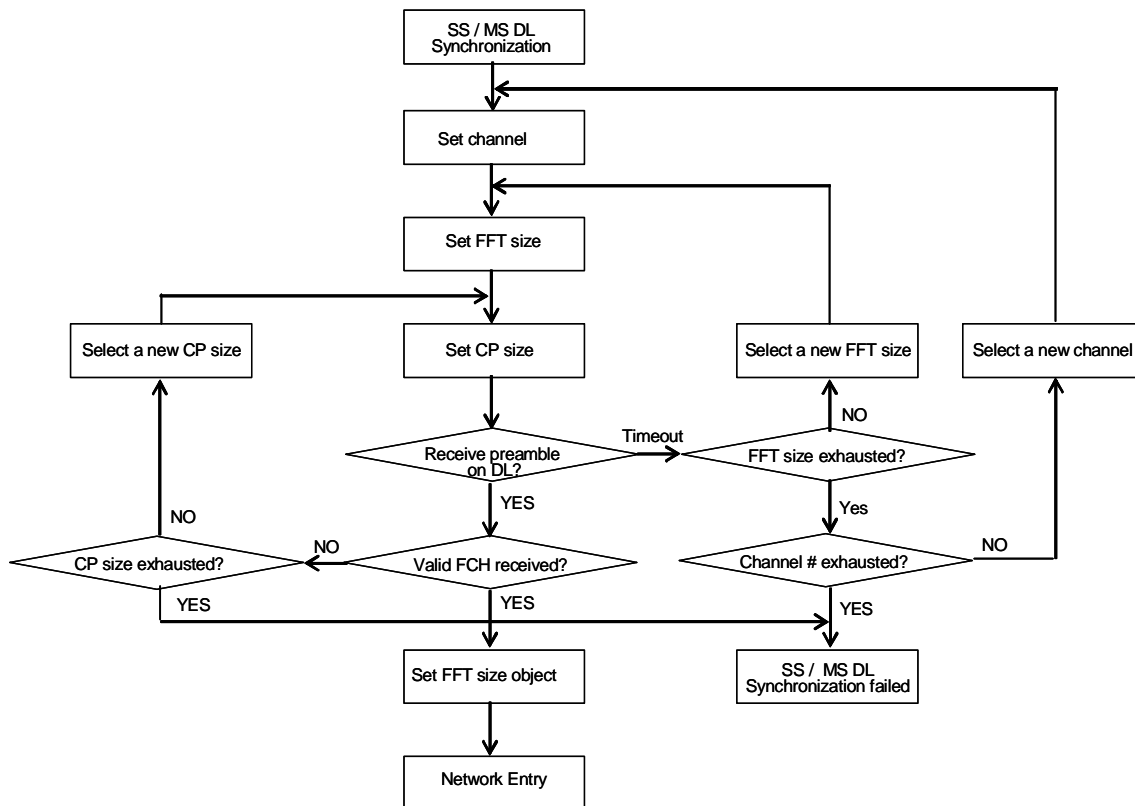 SS / MS DL
Synchronization
Set channel
Set FFT size
Select a new CP size
Set CP size
Select a new FFT size
Select a new channel
Receive preamble
on DL?
Timeout
FFT size exhausted?
NO
YES
Yes
NO
CP size exhausted?
NO
Valid FCH received?
Channel # exhausted?
NO
YES
YES
YES
Set FFT size object
SS / MS DL
Synchronization failed
Network Entry